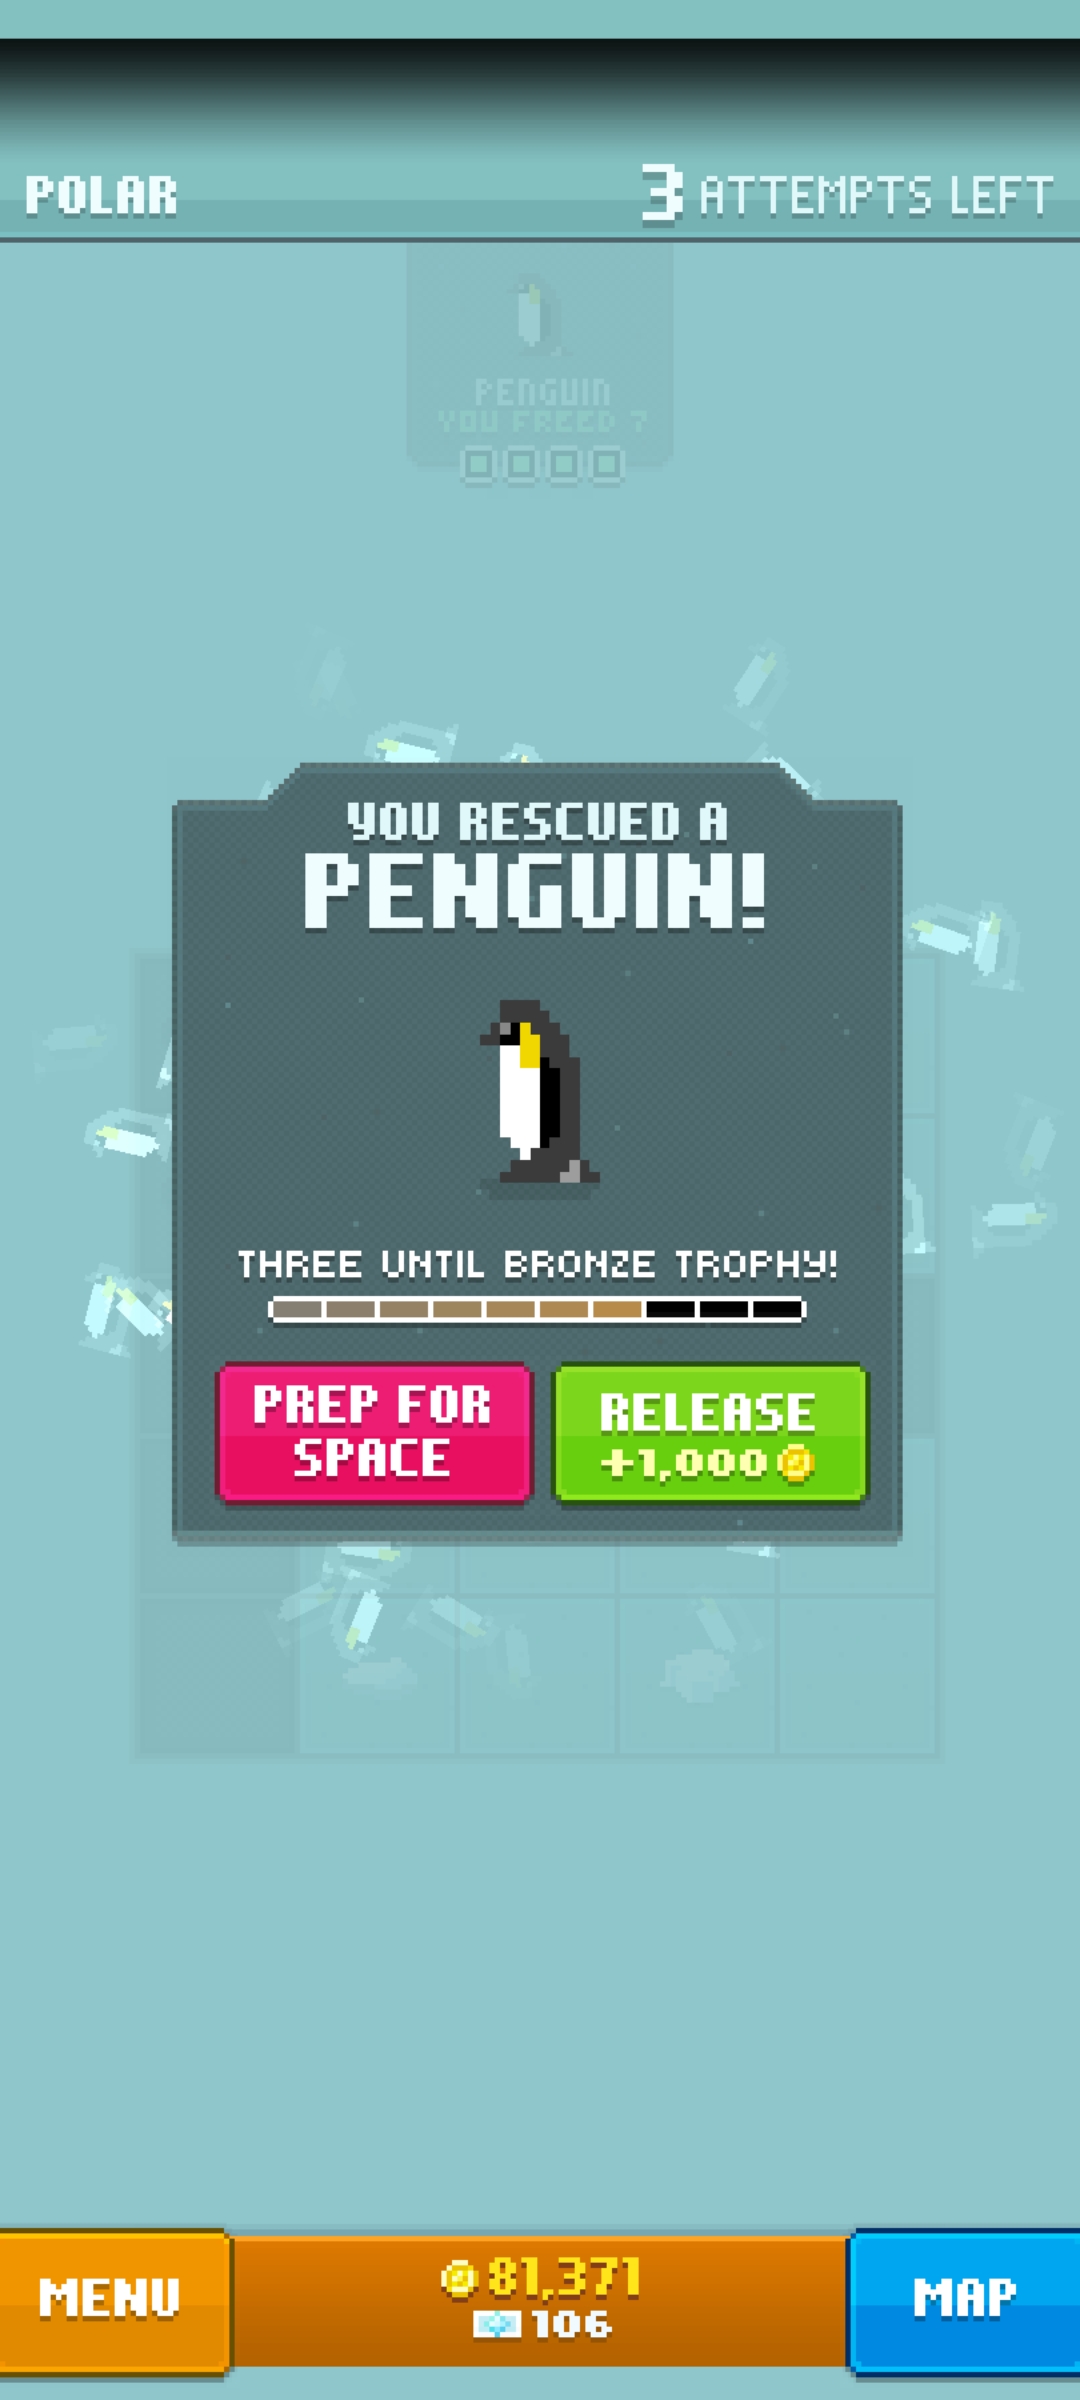 POLAR
3 ATTEMPTS LEFT
PENGUIN
YOU FREED 7
YOU RESCUED A
PENGUIN!
THREE UNTIL BRONZE TROPHY!
PREP FOR
SPACE
RELEASE
+1,000
MENU
81,371
106
MAP